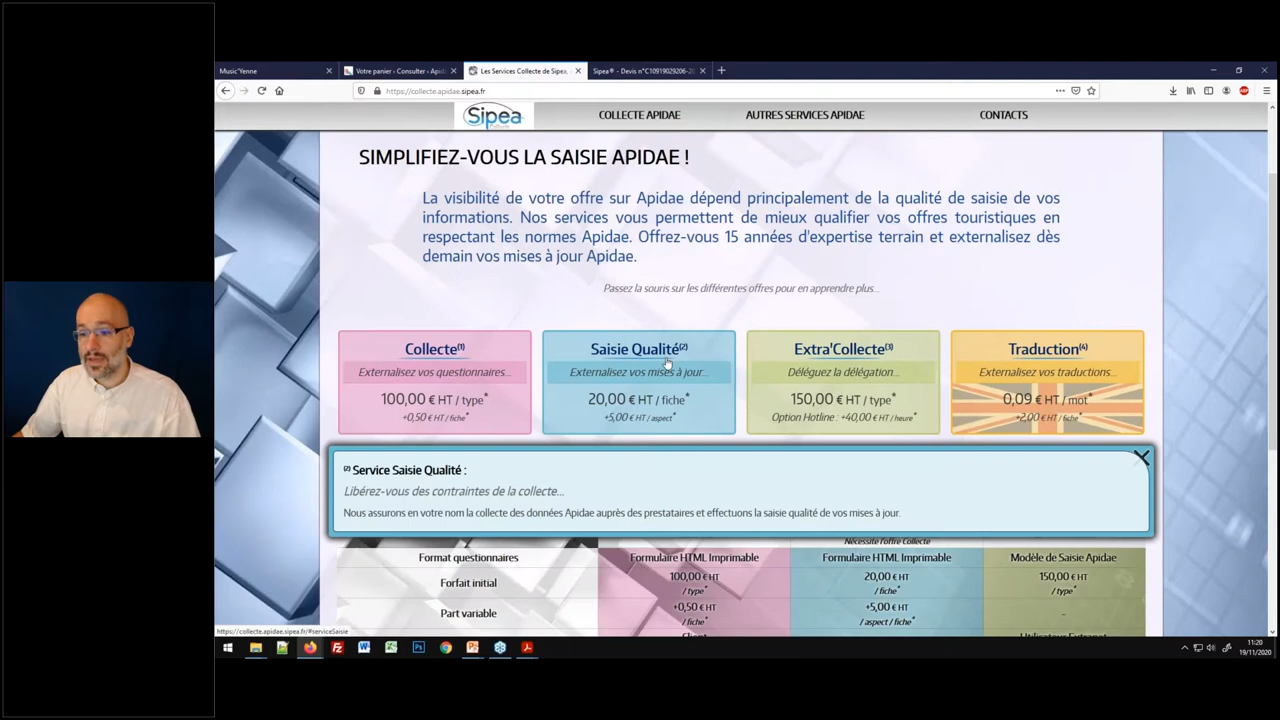 Music'Yenne
Votre panier - Consulter - Apid
Les Services Collecte de Sipea,
Sipea® - Devis n°C10919029206-20
https://collecte.apidae.sipea.fr
Sipea
Collecte
COLLECTE APIDAE
AUTRES SERVICES APIDAE
CONTACTS
SIMPLIFIEZ-VOUS LA SAISIE APIDAE !
La visibilité de votre offre sur Apidae dépend principalement de la qualité de saisie de vos
informations. Nos services vous permettent de mieux qualifier vos offres touristiques en
respectant les normes Apidae. Offrez-vous 15 années d'expertise terrain et externalisez dès
demain vos mises à jour Apidae.
Passez la souris sur les différentes offres pour en apprendre plus...
Collecte(1)
Externalisez vos questionnaires...
100,00 € HT / type*
+0,50 € HT / fiche*
Saisie Qualité(2)
Externalisez vos mises à jour...
20,00 € HT / fiche*
+5,00 € HT / aspect*
Extra'Collecte(3)
Déléguez la délégation...
150,00 € HT / type*
Option Hotline : +40,00 € HT / heure*
Traduction(4)
Externalisez vos traductions...
0,09 € HT / mot*
+2,00 € HT / fiche*
(2) Service Saisie Qualité :
Libérez-vous des contraintes de la collecte...
Nous assurons en votre nom la collecte des données Apidae auprès des prestataires et effectuons la saisie qualité de vos mises à jour.
Nécessite l'offre Collecte
Format questionnaires
Formulaire HTML Imprimable
Formulaire HTML Imprimable
Modèle de Saisie Apidae
Forfait initial
100,00 € HT
/ type*
20,00 € HT
/ fiche*
150,00 € HT
/ type*
Part variable
+0,50 € HT
/ fiche*
+5,00 € HT
/ aspect / fiche*
-
Client
Utilisateur Extranet
https://collecte.apidae.sipea.fr/#serviceSaisie
11:20
19/11/2020